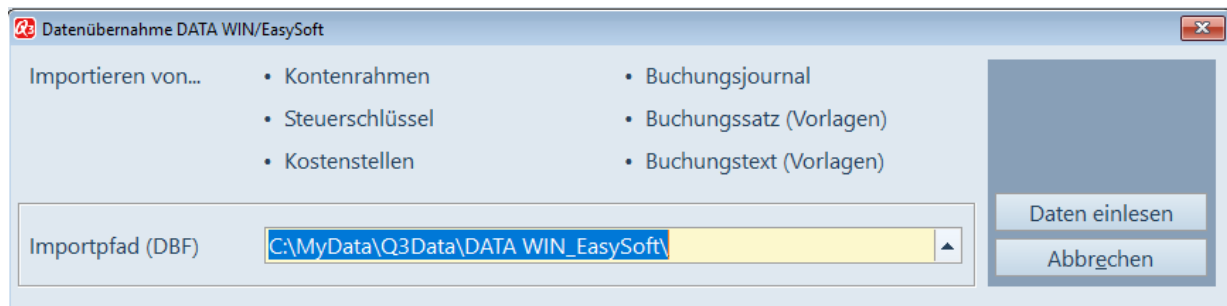 Q3 Datenübernahme DATA WIN/EasySoft
Importieren von...
• Kontenrahmen
• Steuerschlüssel
• Kostenstellen
• Buchungsjournal
• Buchungssatz (Vorlagen)
• Buchungstext (Vorlagen)
Importpfad (DBF)
C:\MyData\Q3Data\DATA WIN_EasySoft\
Daten einlesen
Abbrechen